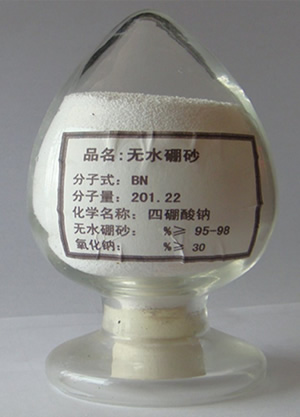 品名:无水硼砂
分子式: BN
分子量: 201.22
化学名称: 四硼酸钠
无水硼砂: %≥ 95-98
氧化钠: %≥ 30